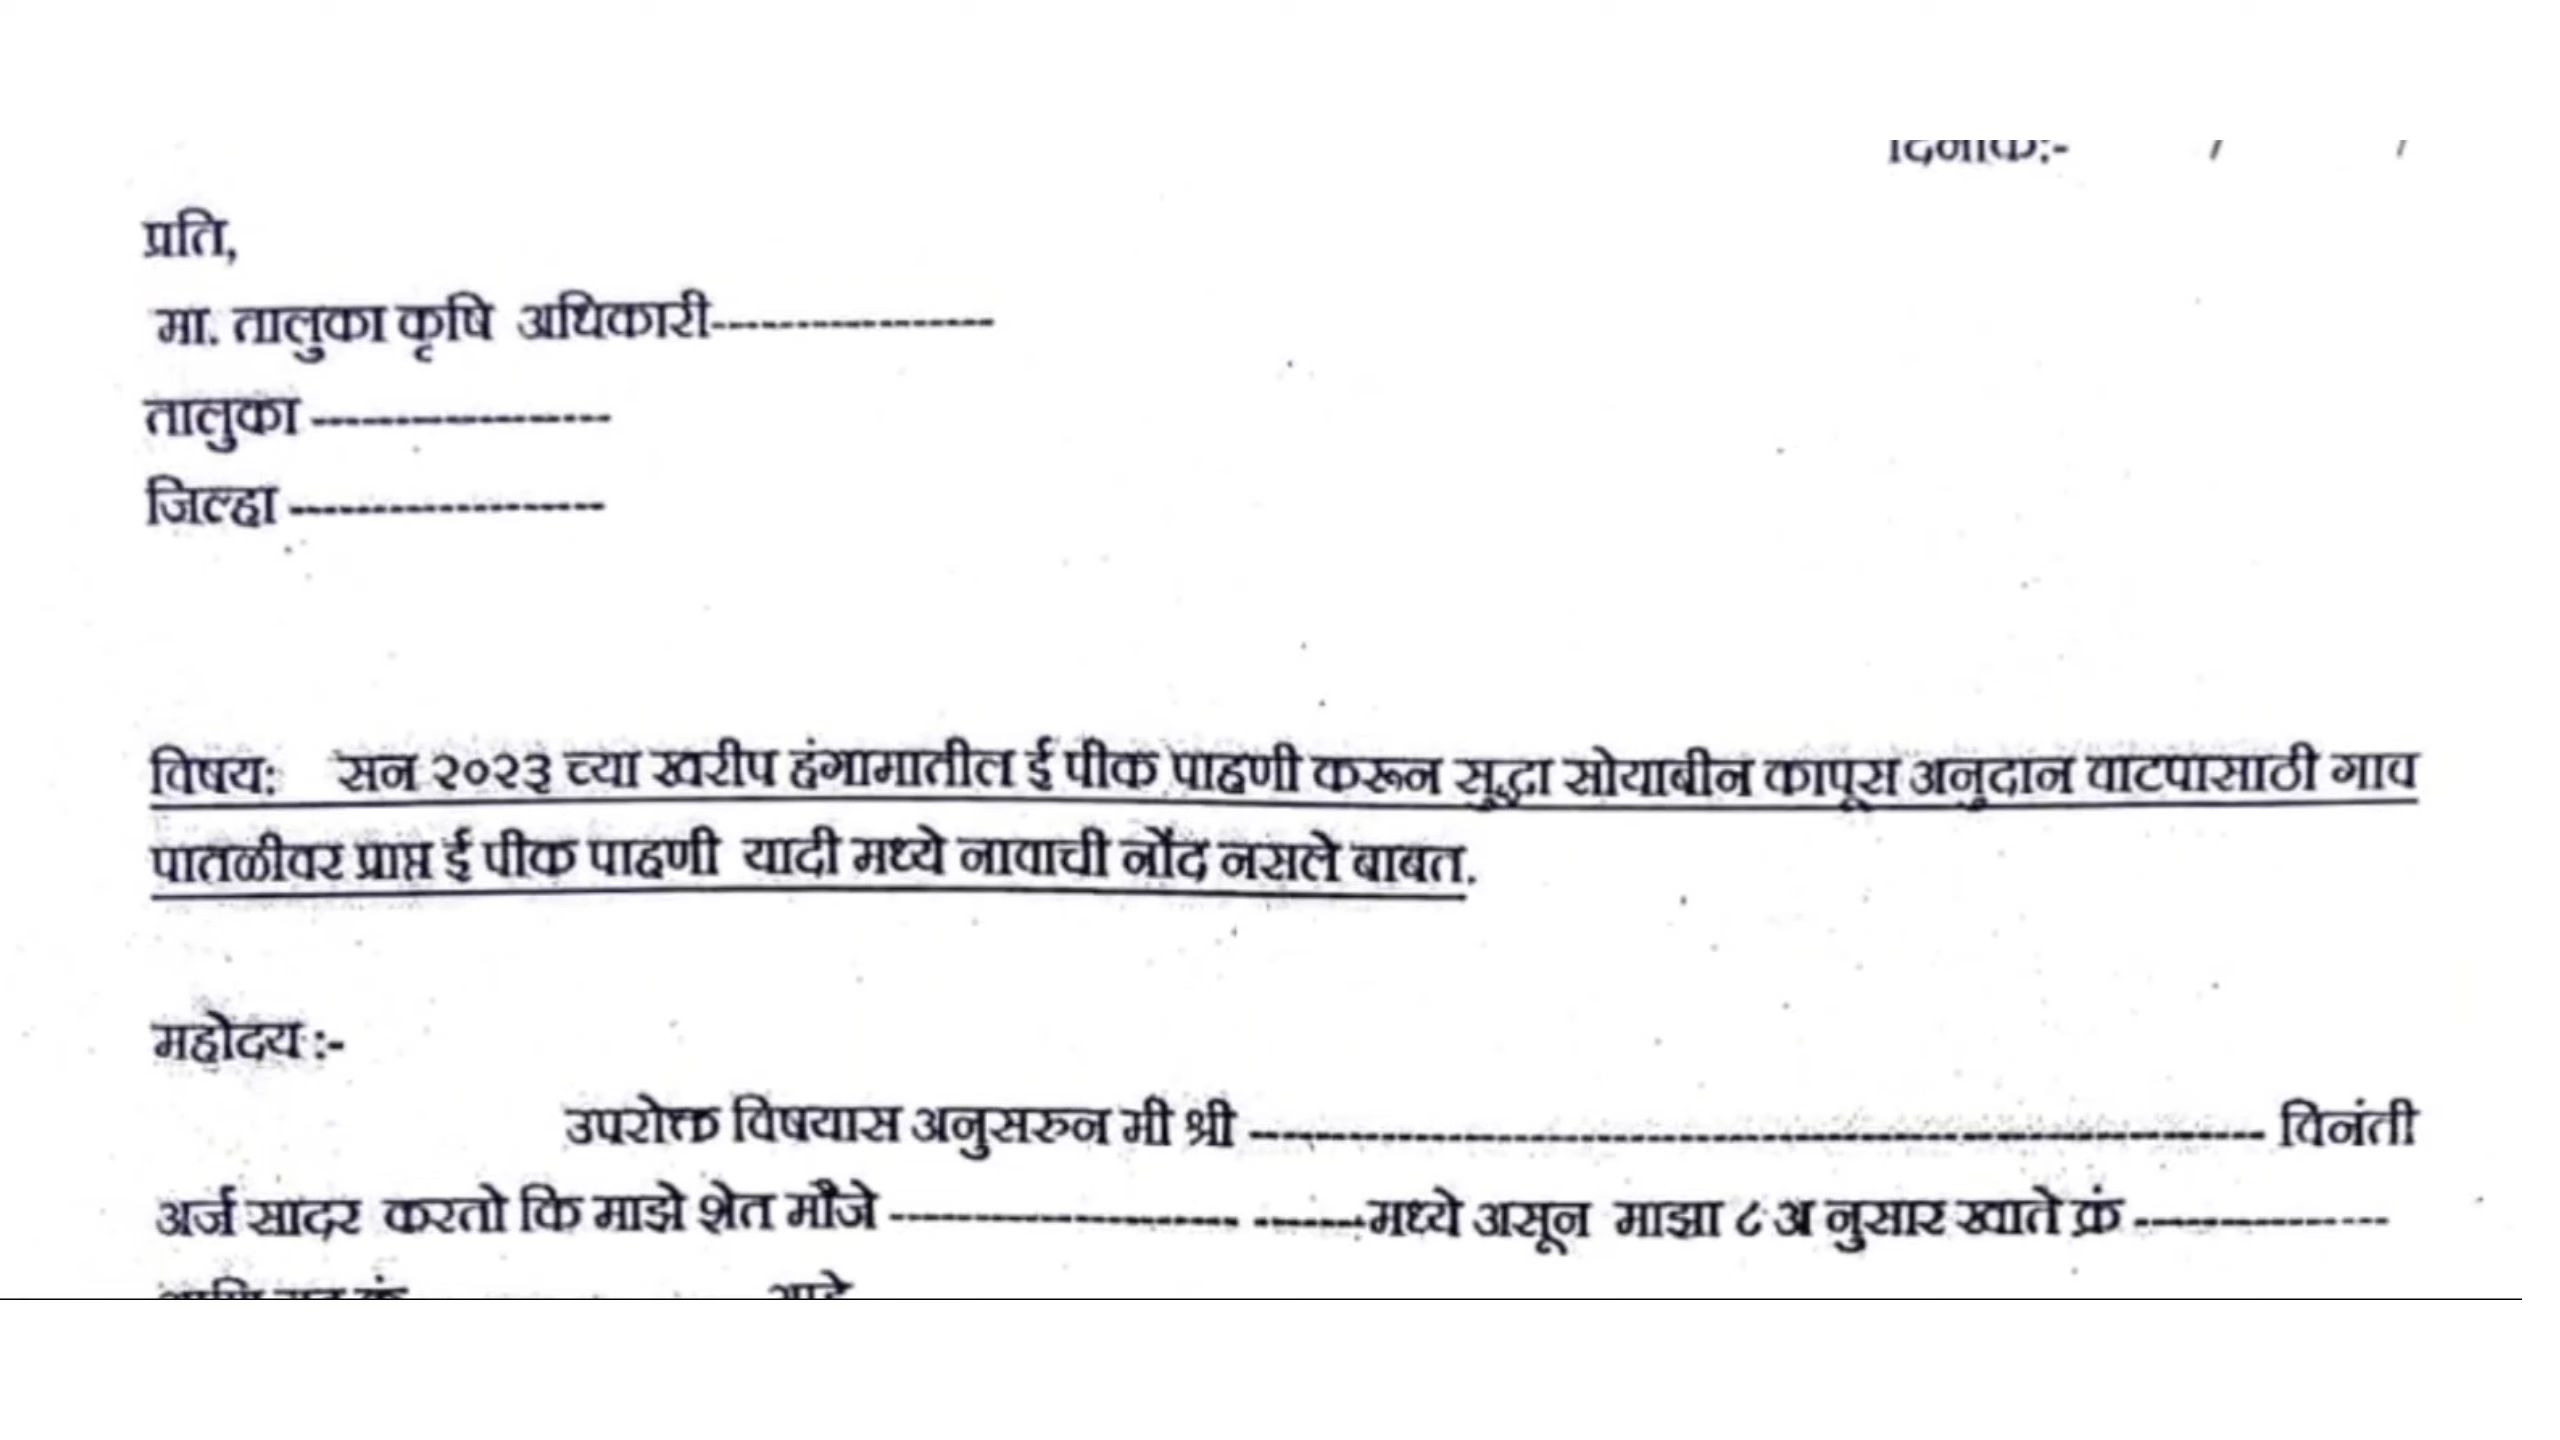 दिनांक:- / /
प्रति,
मा. तालुका कृषि अधिकारी-----------------
तालुका ------------------
जिल्हा -------------------
विषय: सन २०२३ च्या खरीप हंगामातील ई पीक पाहणी करून सुद्धा सोयाबीन कापूस अनुदान वाटपासाठी गाव
पातळीवर प्राप्त ई पीक पाहणी यादी मध्ये नावाची नोंद नसले बाबत.
महोदय :-
उपरोक्त विषयास अनुसरुन मी श्री ------------------------------------------------------------- विनंती
अर्ज सादर करतो कि माझे शेत मौजे --------------------- -------मध्ये असून माझा ८ अ नुसार खाते क्रं ---------------